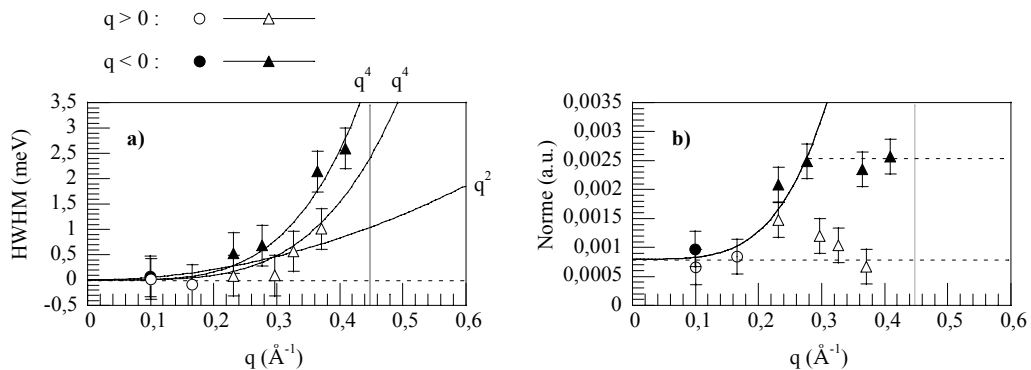 q > 0 :
q < 0 :
q⁴ q⁴
a)
q²
HWHM (meV)
3,5
3
2,5
2
1,5
1
0,5
0
-0,5
0 0,1 0,2 0,3 0,4 0,5 0,6
q (Å⁻¹)
b)
Norme (a.u.)
0,0035
0,003
0,0025
0,002
0,0015
0,001
0,0005
0
0 0,1 0,2 0,3 0,4 0,5 0,6
q (Å⁻¹)